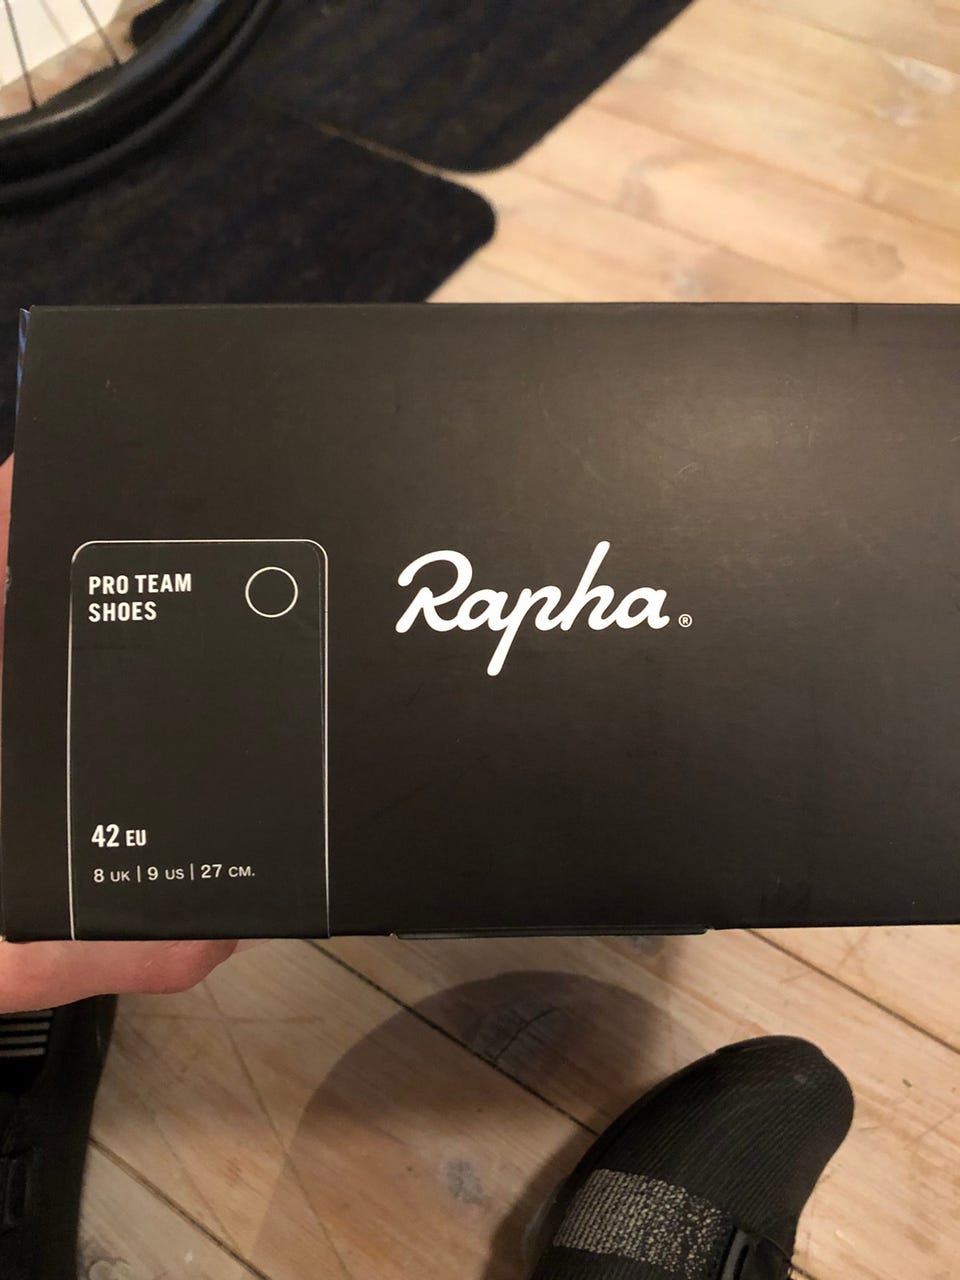 PRO TEAM
SHOES
Rapha®
42 EU
8 UK | 9 US | 27 CM.